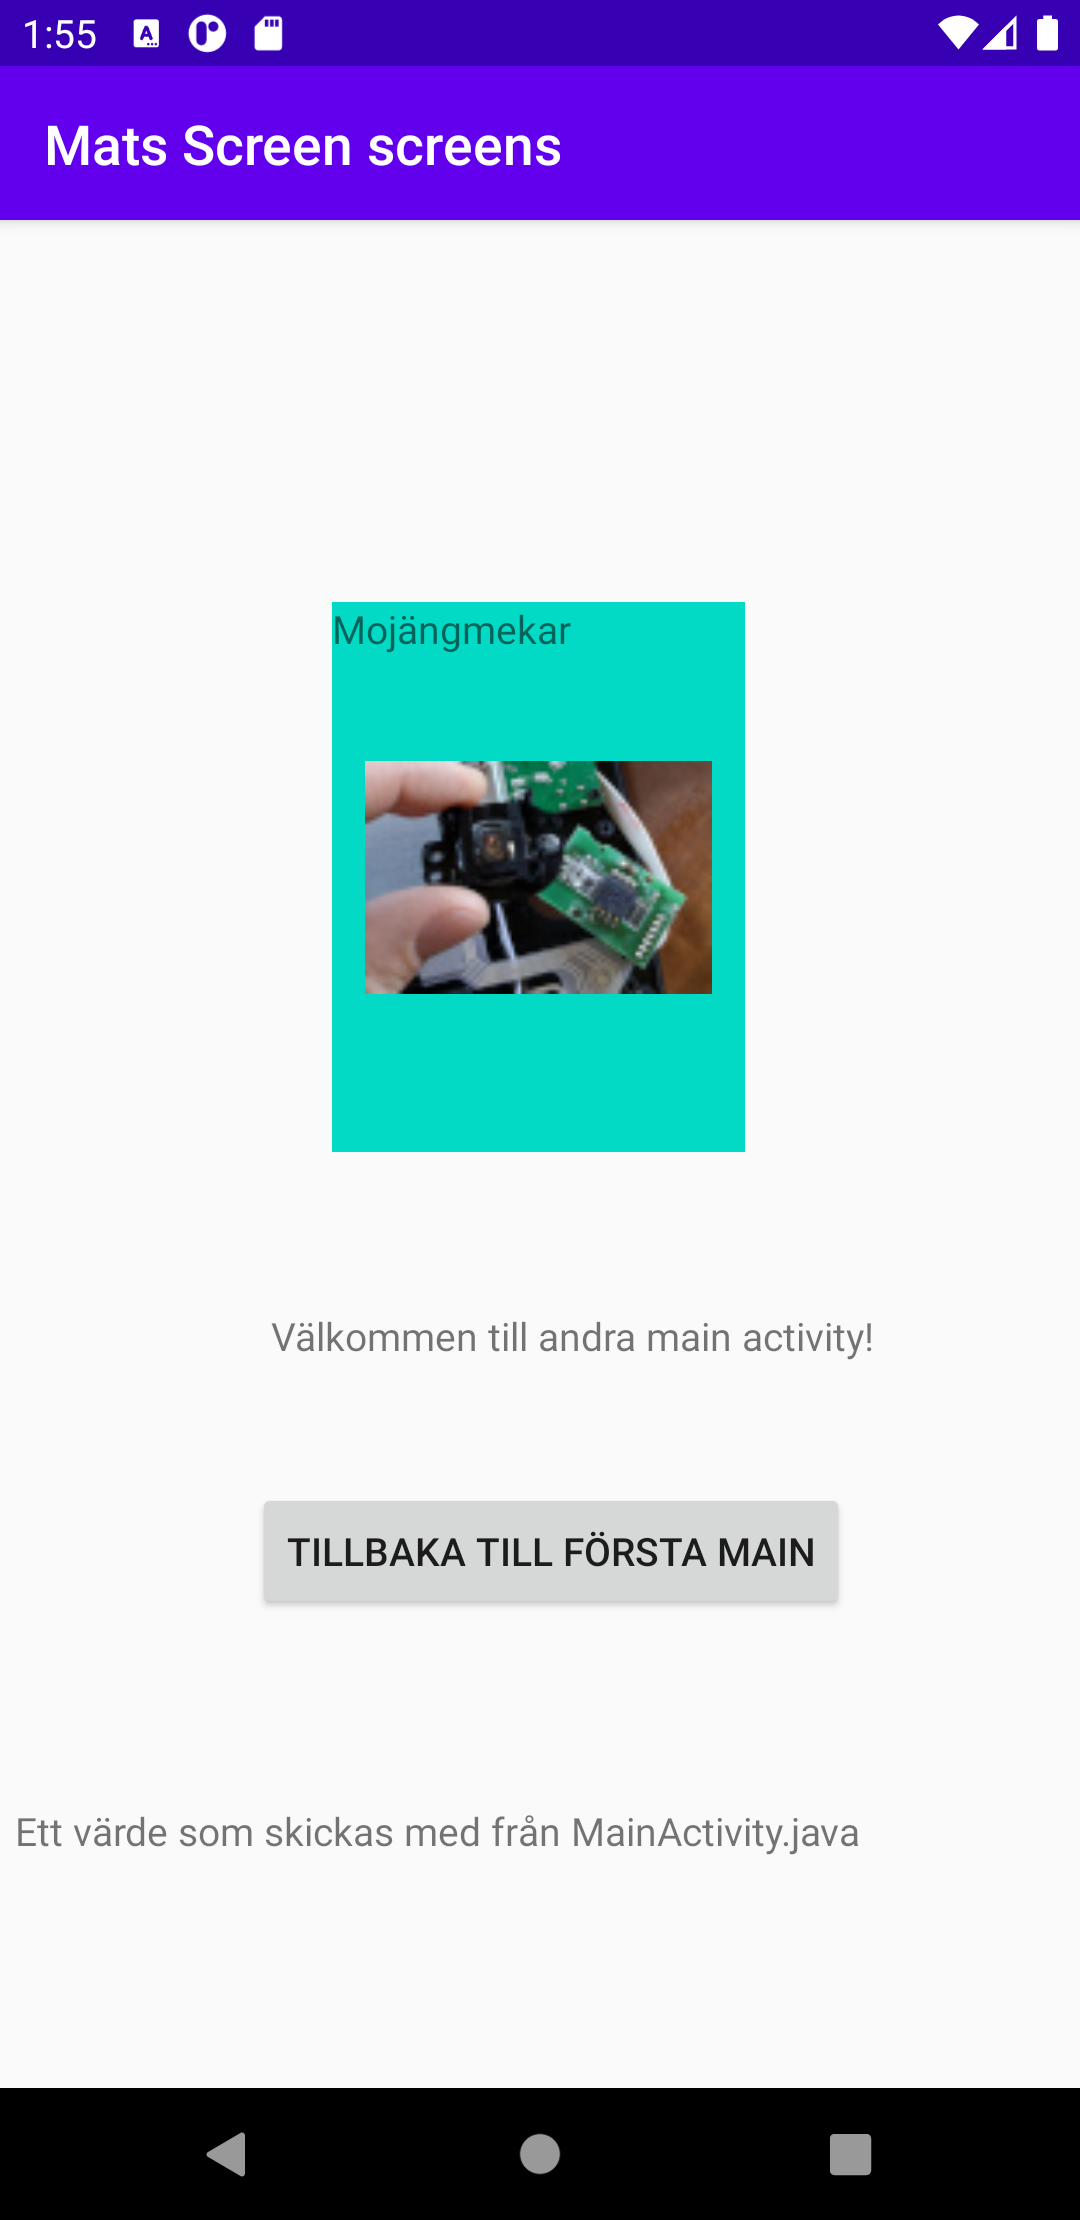 1:55
Mats Screen screens
Mojängmekar
Välkommen till andra main activity!
TILLBAKA TILL FÖRSTA MAIN
Ett värde som skickas med från MainActivity.java